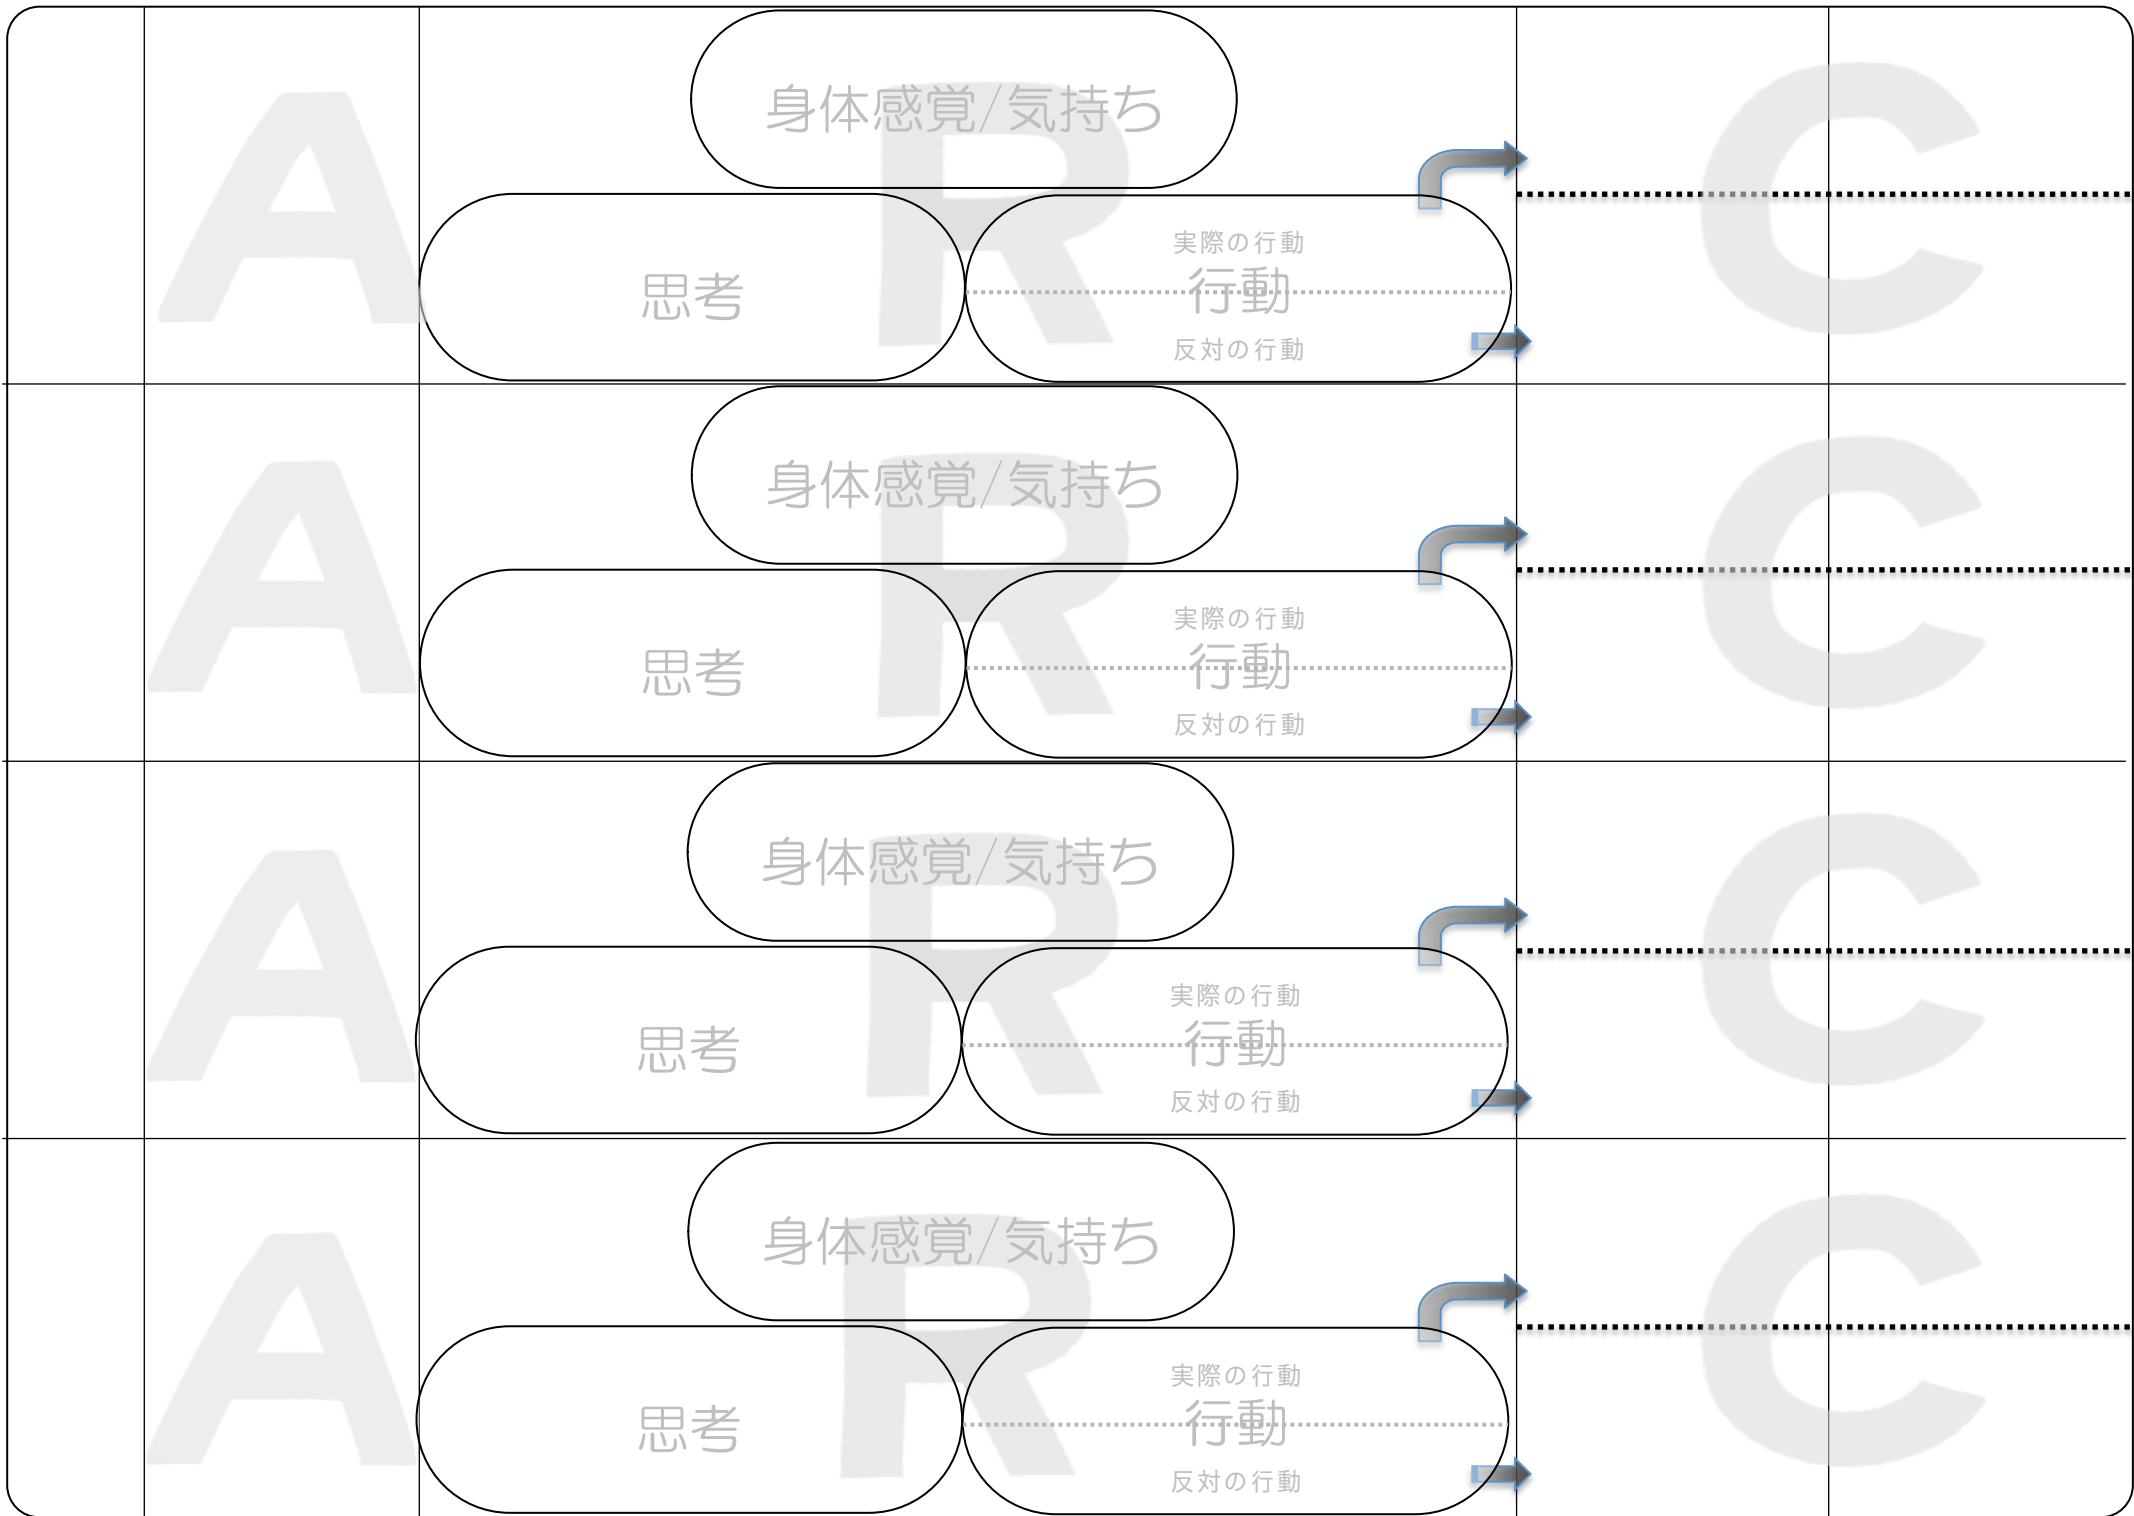 A
R
C
身体感覚/気持ち
思考
実際の行動
行動
反対の行動
A
R
C
身体感覚/気持ち
思考
実際の行動
行動
反対の行動
A
R
C
身体感覚/気持ち
思考
実際の行動
行動
反対の行動
A
R
C
身体感覚/気持ち
思考
実際の行動
行動
反対の行動